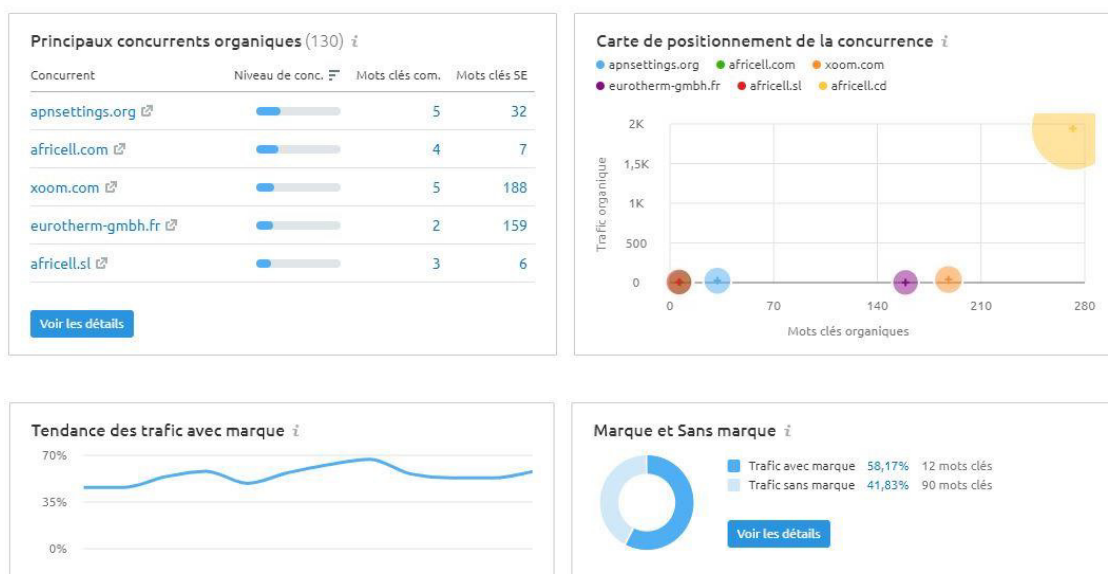 Principaux concurrents organiques (130) i
Concurrent Niveau de conc. Mots clés com. Mots clés SE
apnsettings.org 5 32
africell.com 4 7
xoom.com 5 188
eurotherm-gmbh.fr 2 159
africell.sl 3 6
Voir les détails
Carte de positionnement de la concurrence i
apnsettings.org africell.com xoom.com
eurotherm-gmbh.fr africell.sl africell.cd
Trafic organique
2K
1,5K
1K
500
0
0 70 140 210 280
Mots clés organiques
Tendance des trafic avec marque i
70%
35%
0%
Marque et Sans marque i
Trafic avec marque 58,17% 12 mots clés
Trafic sans marque 41,83% 90 mots clés
Voir les détails